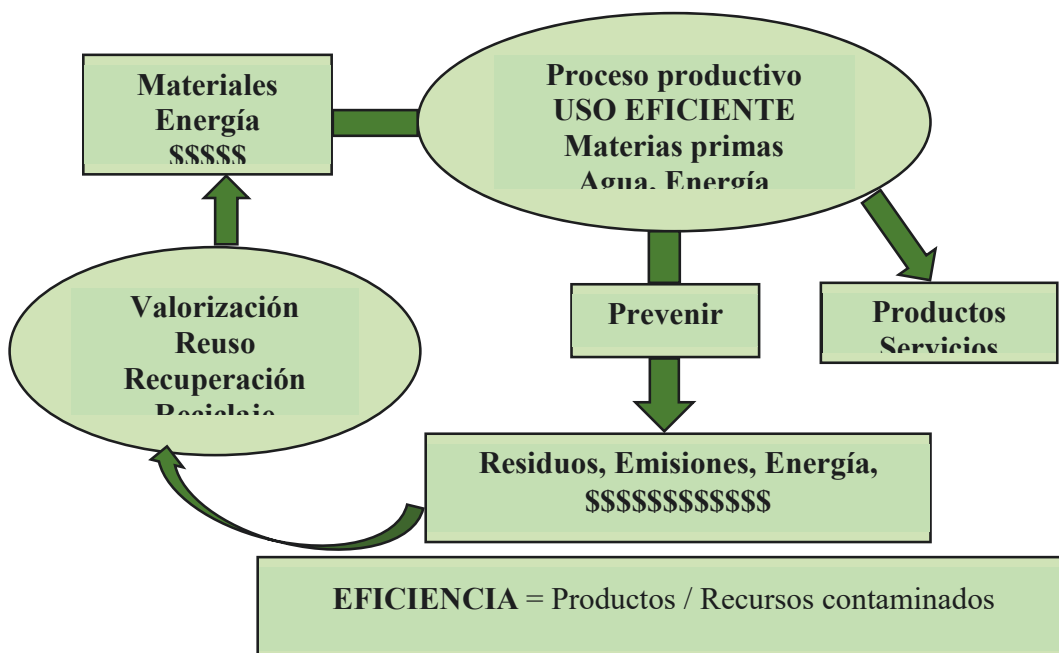 Materiales
Energía
$$$$$
Proceso productivo
USO EFICIENTE
Materias primas
Agua, Energía
Valorización
Reuso
Recuperación
Reciclaje
Prevenir
Productos
Servicios
Residuos, Emisiones, Energía,
$$$$$$$$$$$$
EFICIENCIA = Productos / Recursos contaminados